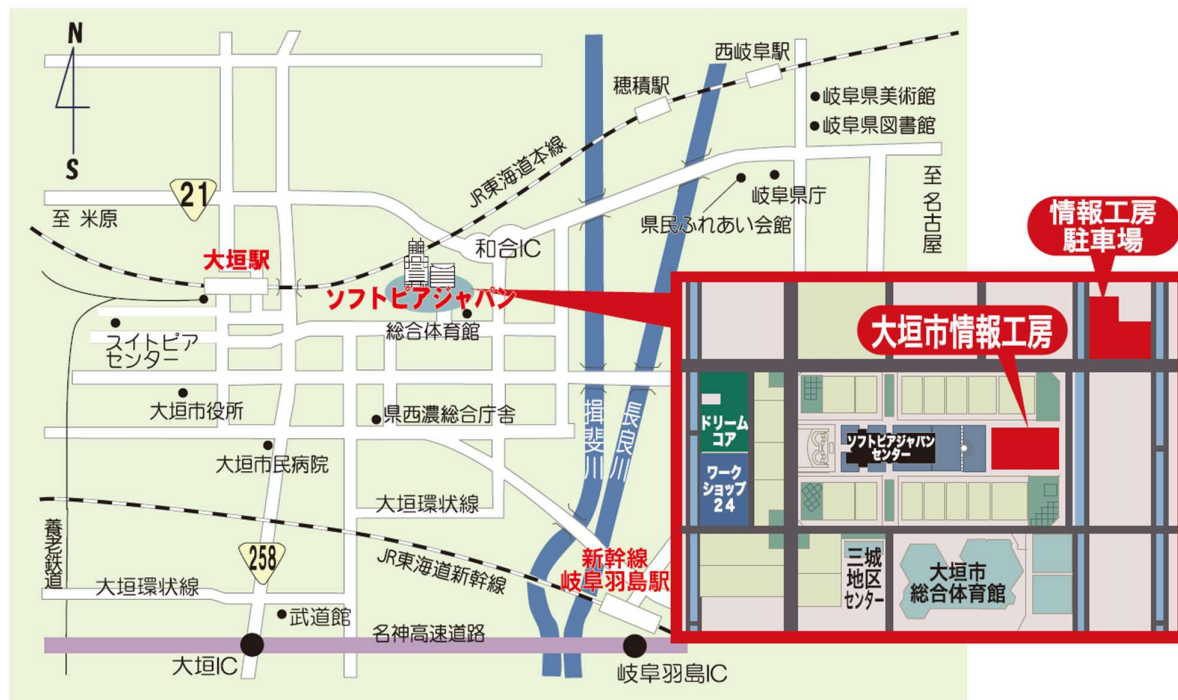 N
S
21
至 米原
大垣駅
JR東海道本線
穂積駅
西岐阜駅
岐阜県美術館
岐阜県図書館
岐阜県庁
県民ふれあい会館
至 名古屋
和合IC
ソフトピアジャパン
総合体育館
スイトピア
センター
大垣市役所
県西濃総合庁舎
大垣市民病院
揖斐川
長良川
大垣環状線
養老鉄道
258
JR東海道新幹線
新幹線
岐阜羽島駅
大垣環状線
武道館
名神高速道路
大垣IC
岐阜羽島IC
情報工房
駐車場
大垣市情報工房
ドリーム
コア
ワーク
ショップ
24
ソフトピアジャパン
センター
三城
地区
センター
大垣市
総合体育館